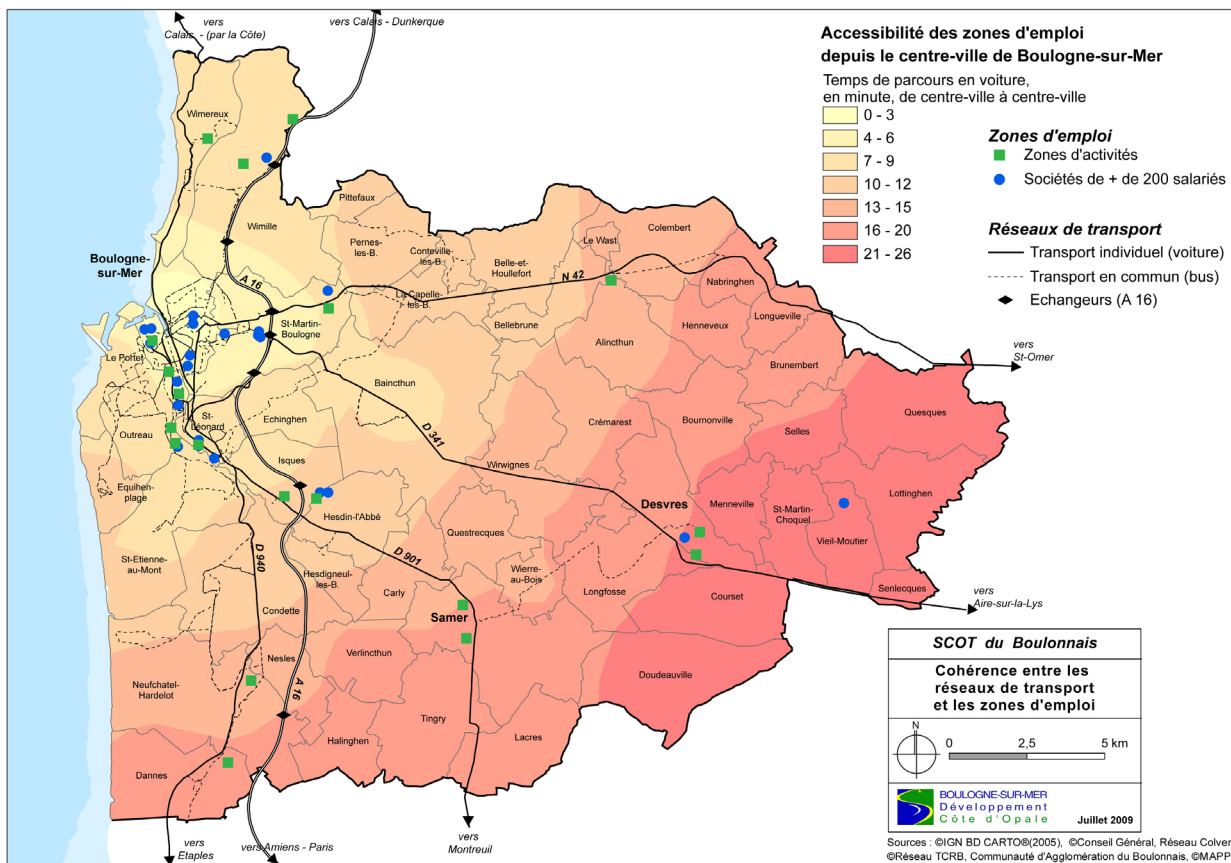 vers
Calais - (par la Côte)
vers Calais - Dunkerque
Accessibilité des zones d'emploi
depuis le centre-ville de Boulogne-sur-Mer
Temps de parcours en voiture,
en minute, de centre-ville à centre-ville
0 - 3
4 - 6
7 - 9
10 - 12
13 - 15
16 - 20
21 - 26
Zones d'emploi
Zones d'activités
Sociétés de + de 200 salariés
Réseaux de transport
Transport individuel (voiture)
Transport en commun (bus)
Echangeurs (A 16)
Wimereux
Pittefaux
Wimille
Pernes-
les-B.
Conteville-
les-B.
Belle-et-
Houllefort
Le Wast
Colembert
Boulogne-
sur-Mer
A 16
N 42
La Capelle-
les-B.
Nabringhen
Longueville
St-Martin-
Boulogne
Bellebrune
Henneveux
Alincthun
Brunembert
vers
St-Omer
Le Portel
Baincthun
Quesques
St-
Léonard
Echinghen
D 341
Crémarest
Bournonville
Selles
Outreau
Isques
Wirwignes
Lottinghen
Equihen-
plage
Hesdin-l'Abbé
Desvres
Menneville
St-Martin-
Choquel
Questrecques
Vieil-Moutier
St-Etienne-
au-Mont
D 940
D 901
Hesdigneul-
les-B.
Wierre-
au-Bois
Senlecques
Carly
Longfosse
Courset
vers
Aire-sur-la-Lys
Condette
Samer
Nesles
Verlincthun
Doudeauville
Neufchatel-
Hardelot
A 16
Tingry
Halinghen
Lacres
Dannes
vers
Etaples
vers Amiens - Paris
vers
Montreuil
SCOT du Boulonnais
Cohérence entre les
réseaux de transport
et les zones d'emploi
N
0 2,5 5 km
BOULOGNE-SUR-MER
Développement
Côte d'Opale
Juillet 2009
Sources : ©IGN BD CARTO®(2005), ©Conseil Général, Réseau Colvert
©Réseau TCRB, Communauté d'Agglomération du Boulonnais, ©MAPP